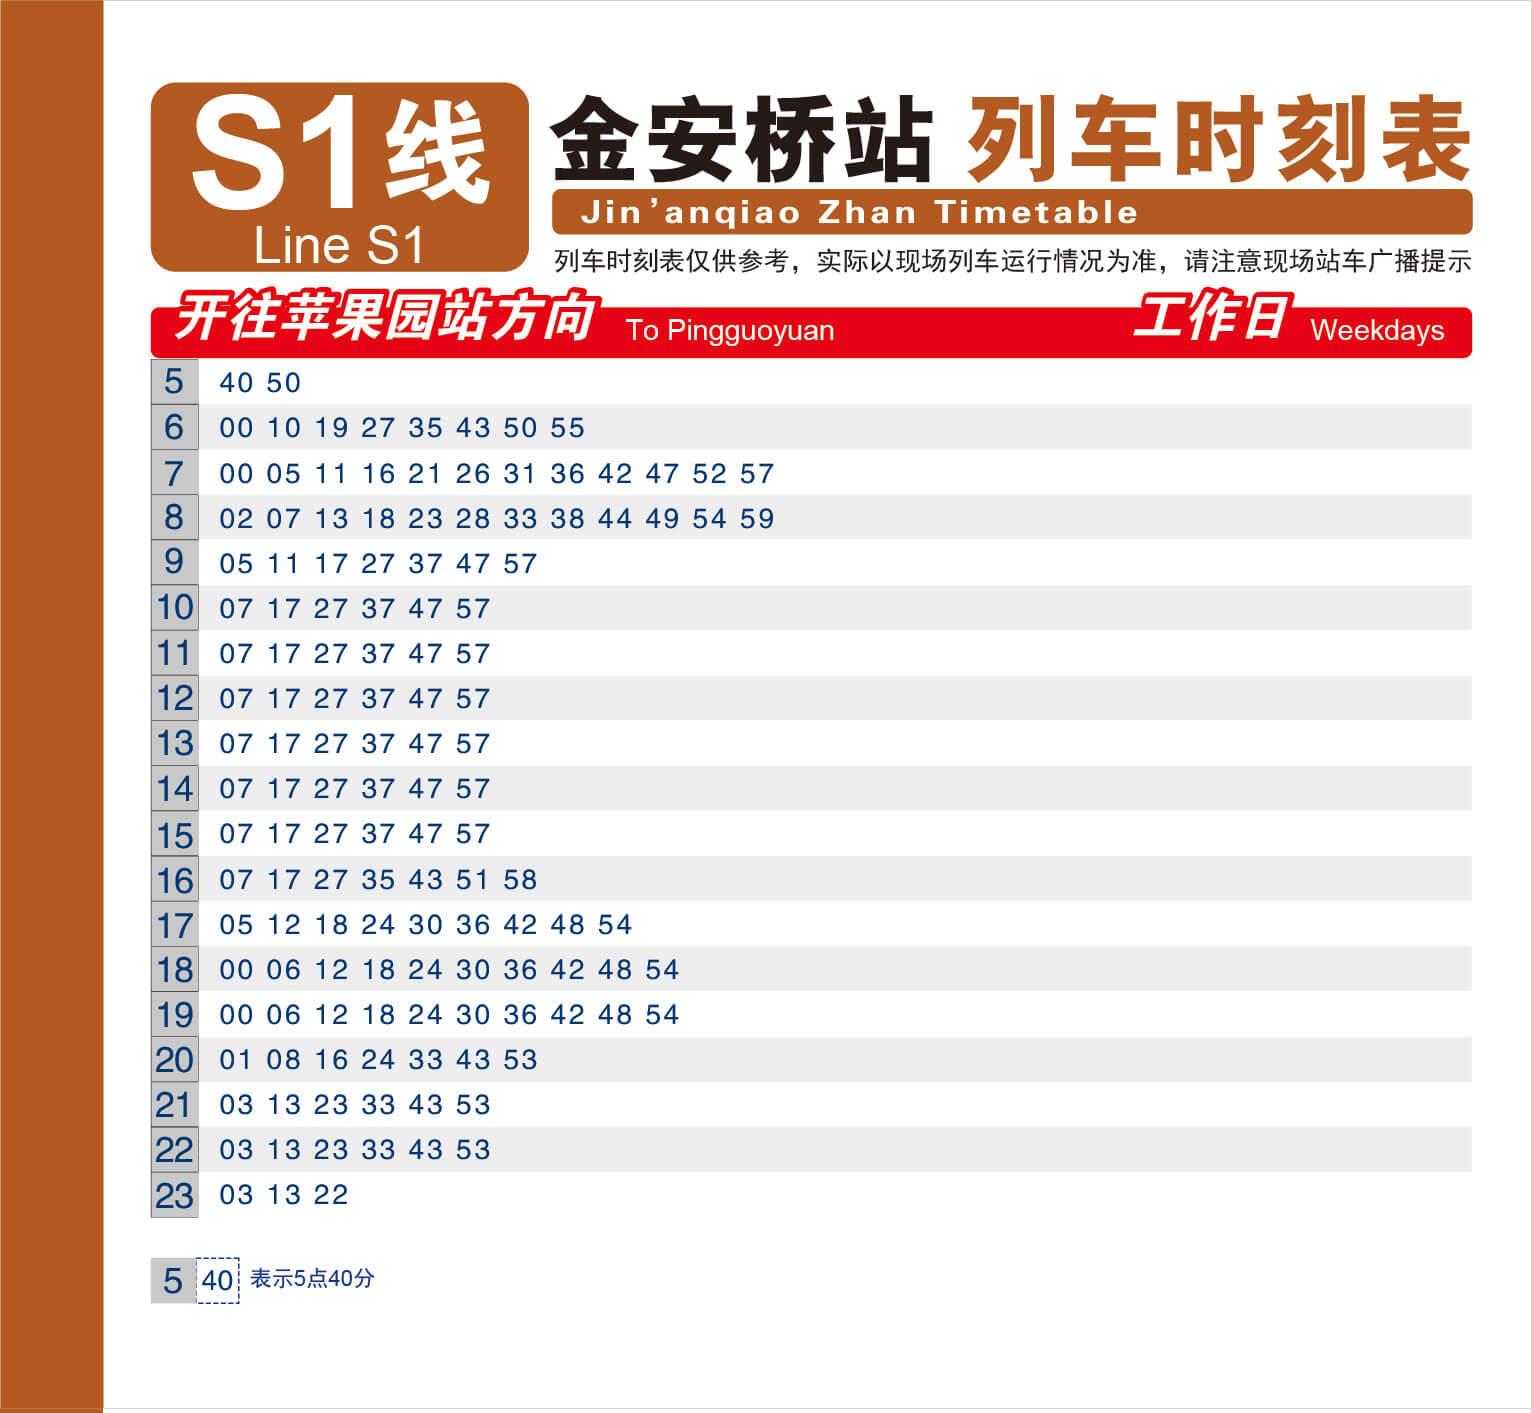 S1线
Line S1
金安桥站 列车时刻表
Jin’anqiao Zhan Timetable
列车时刻表仅供参考，实际以现场列车运行情况为准，请注意现场站车广播提示
开往苹果园站方向 To Pingguoyuan 工作日 Weekdays
5 40 50
6 00 10 19 27 35 43 50 55
7 00 05 11 16 21 26 31 36 42 47 52 57
8 02 07 13 18 23 28 33 38 44 49 54 59
9 05 11 17 27 37 47 57
10 07 17 27 37 47 57
11 07 17 27 37 47 57
12 07 17 27 37 47 57
13 07 17 27 37 47 57
14 07 17 27 37 47 57
15 07 17 27 37 47 57
16 07 17 27 35 43 51 58
17 05 12 18 24 30 36 42 48 54
18 00 06 12 18 24 30 36 42 48 54
19 00 06 12 18 24 30 36 42 48 54
20 01 08 16 24 33 43 53
21 03 13 23 33 43 53
22 03 13 23 33 43 53
23 03 13 22
5 40 表示5点40分